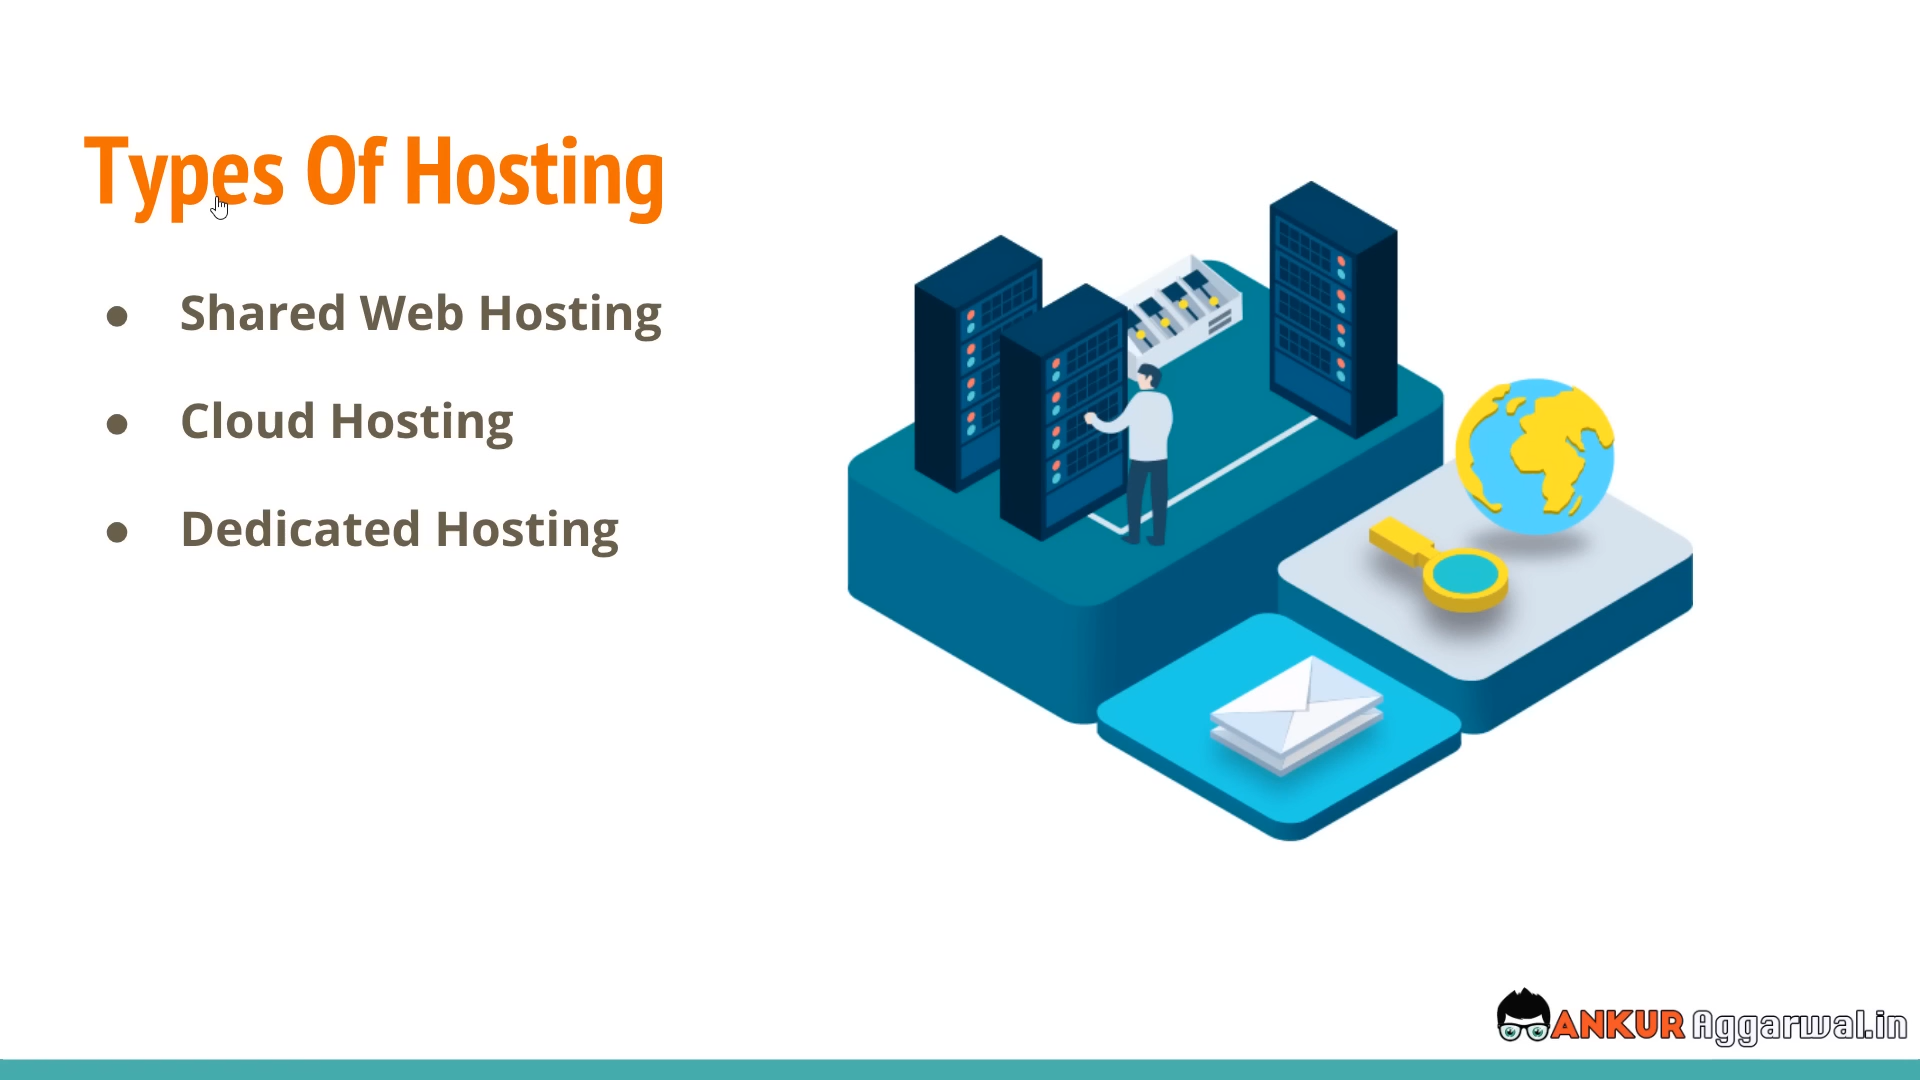 Types Of Hosting
● Shared Web Hosting
● Cloud Hosting
● Dedicated Hosting
ANKUR Aggarwal.in